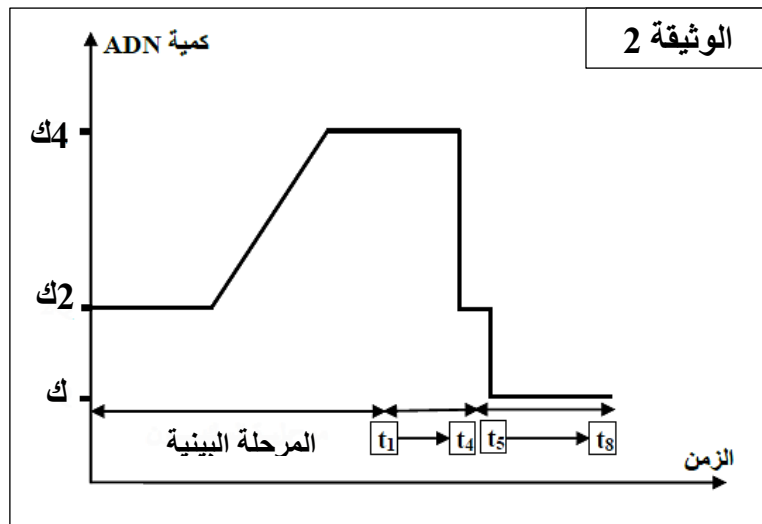 الوثيقة 2
كمية ADN
4ك
2ك
ك
المرحلة البينية
t1
t4
t5
t8
الزمن